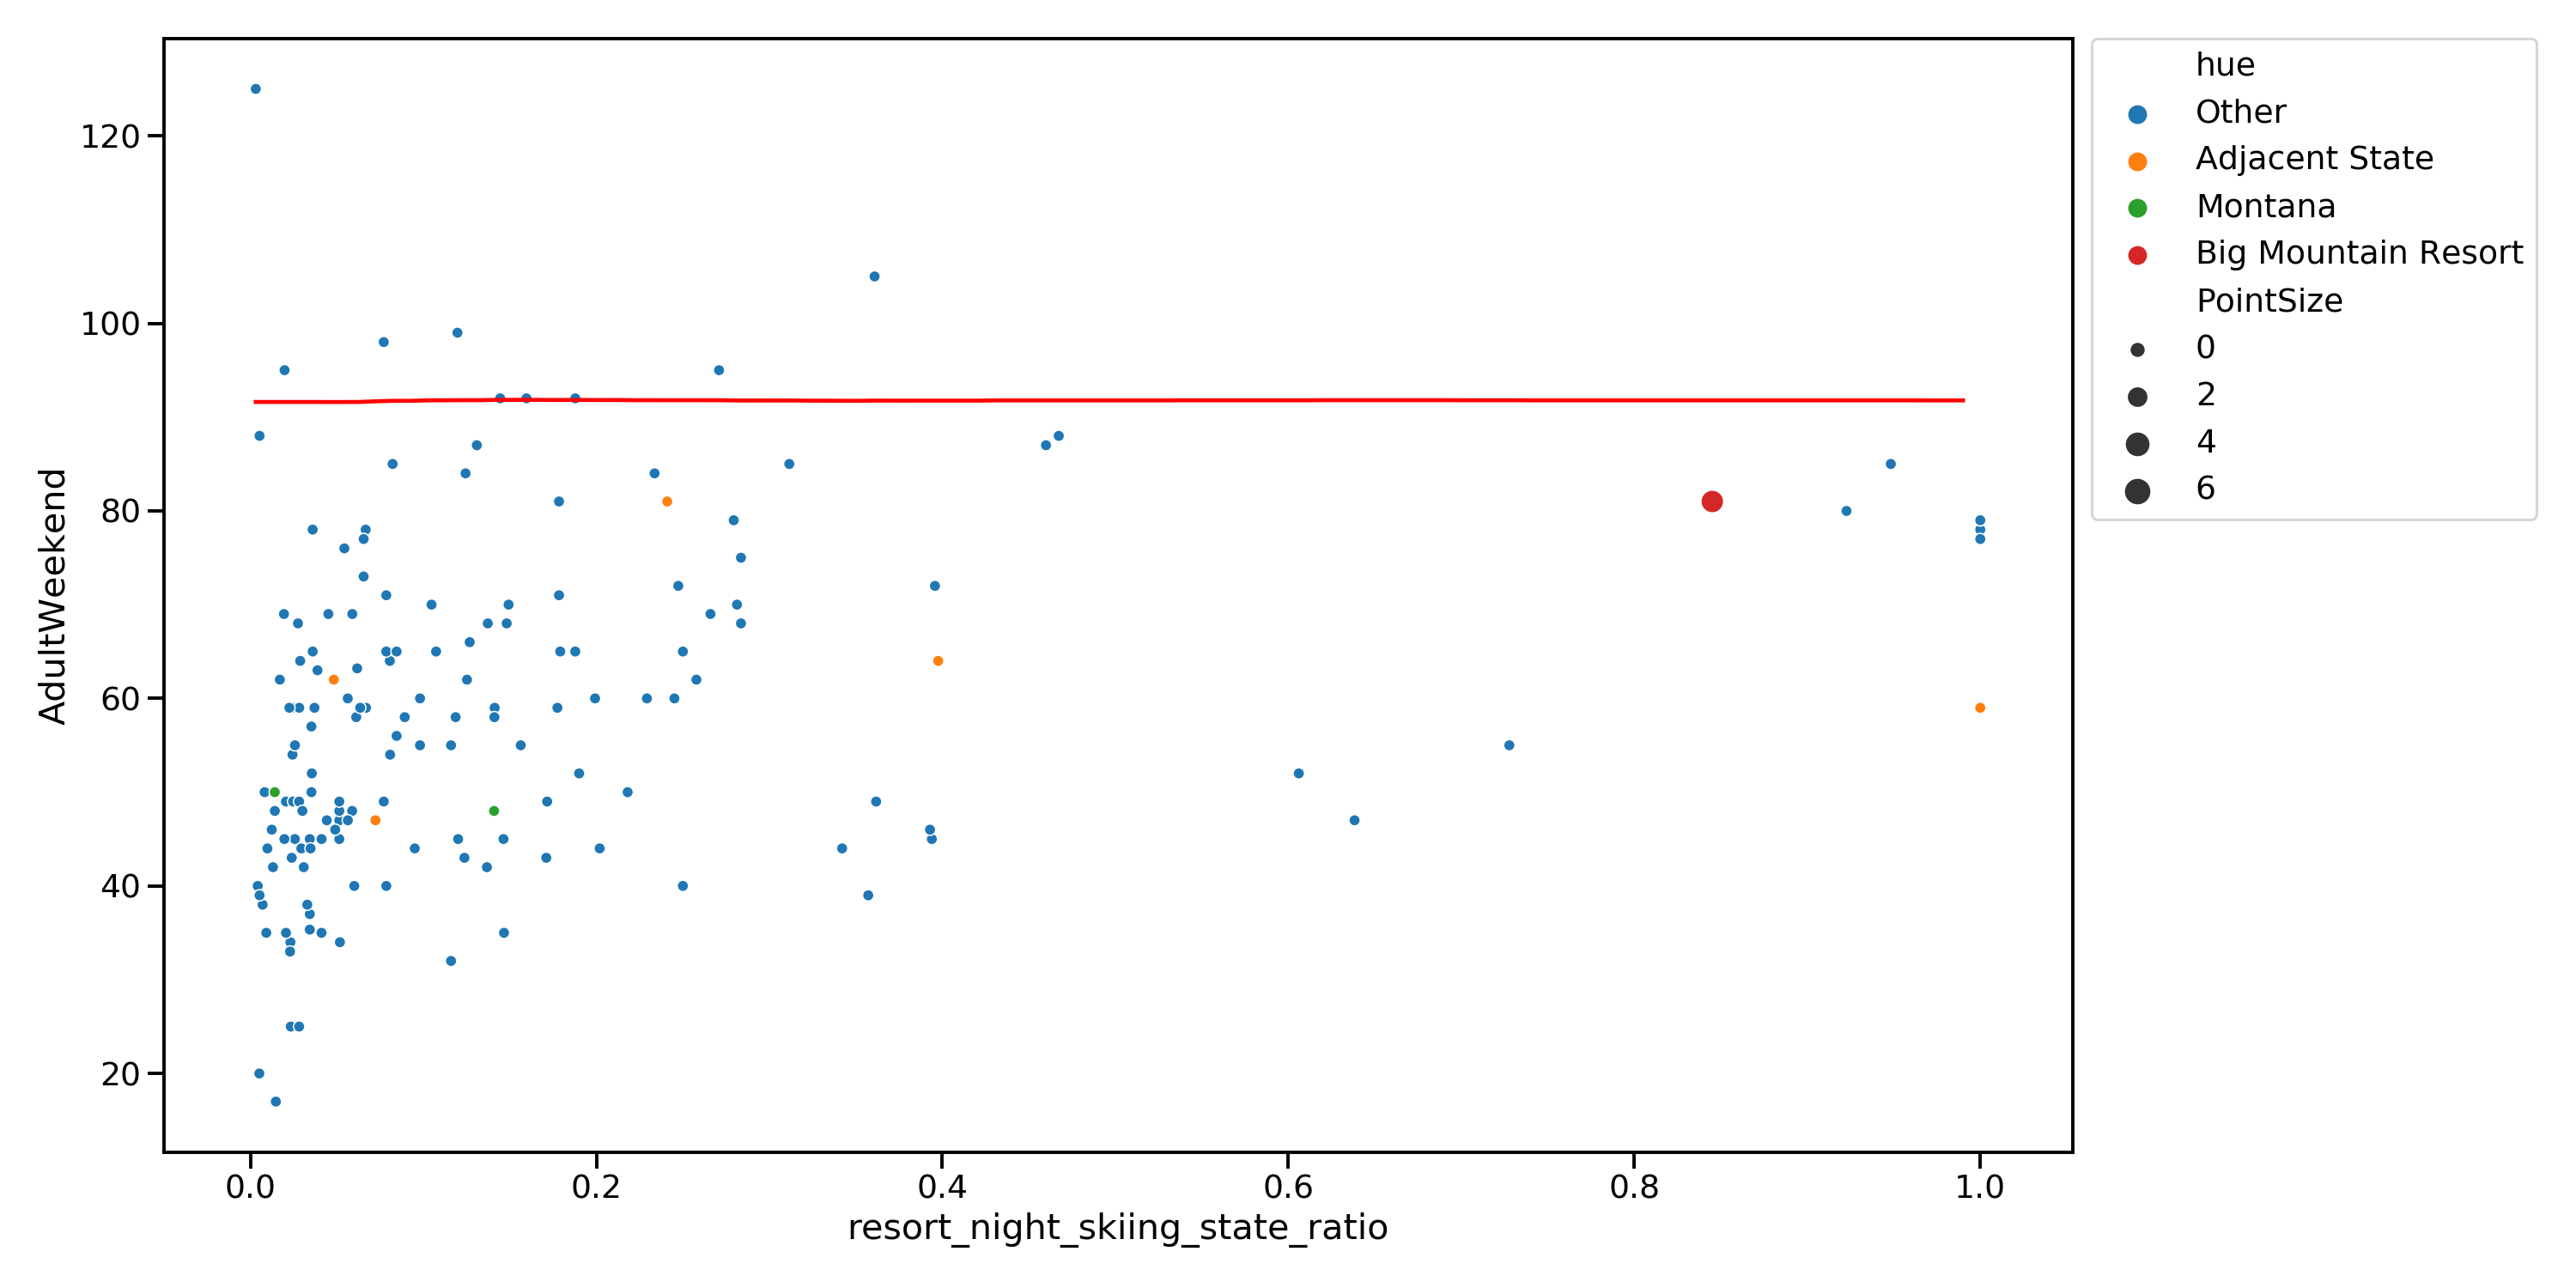 120
100
80
60
40
20
AdultWeekend
0.0 0.2 0.4 0.6 0.8 1.0
resort_night_skiing_state_ratio
hue
Other
Adjacent State
Montana
Big Mountain Resort
PointSize
0
2
4
6